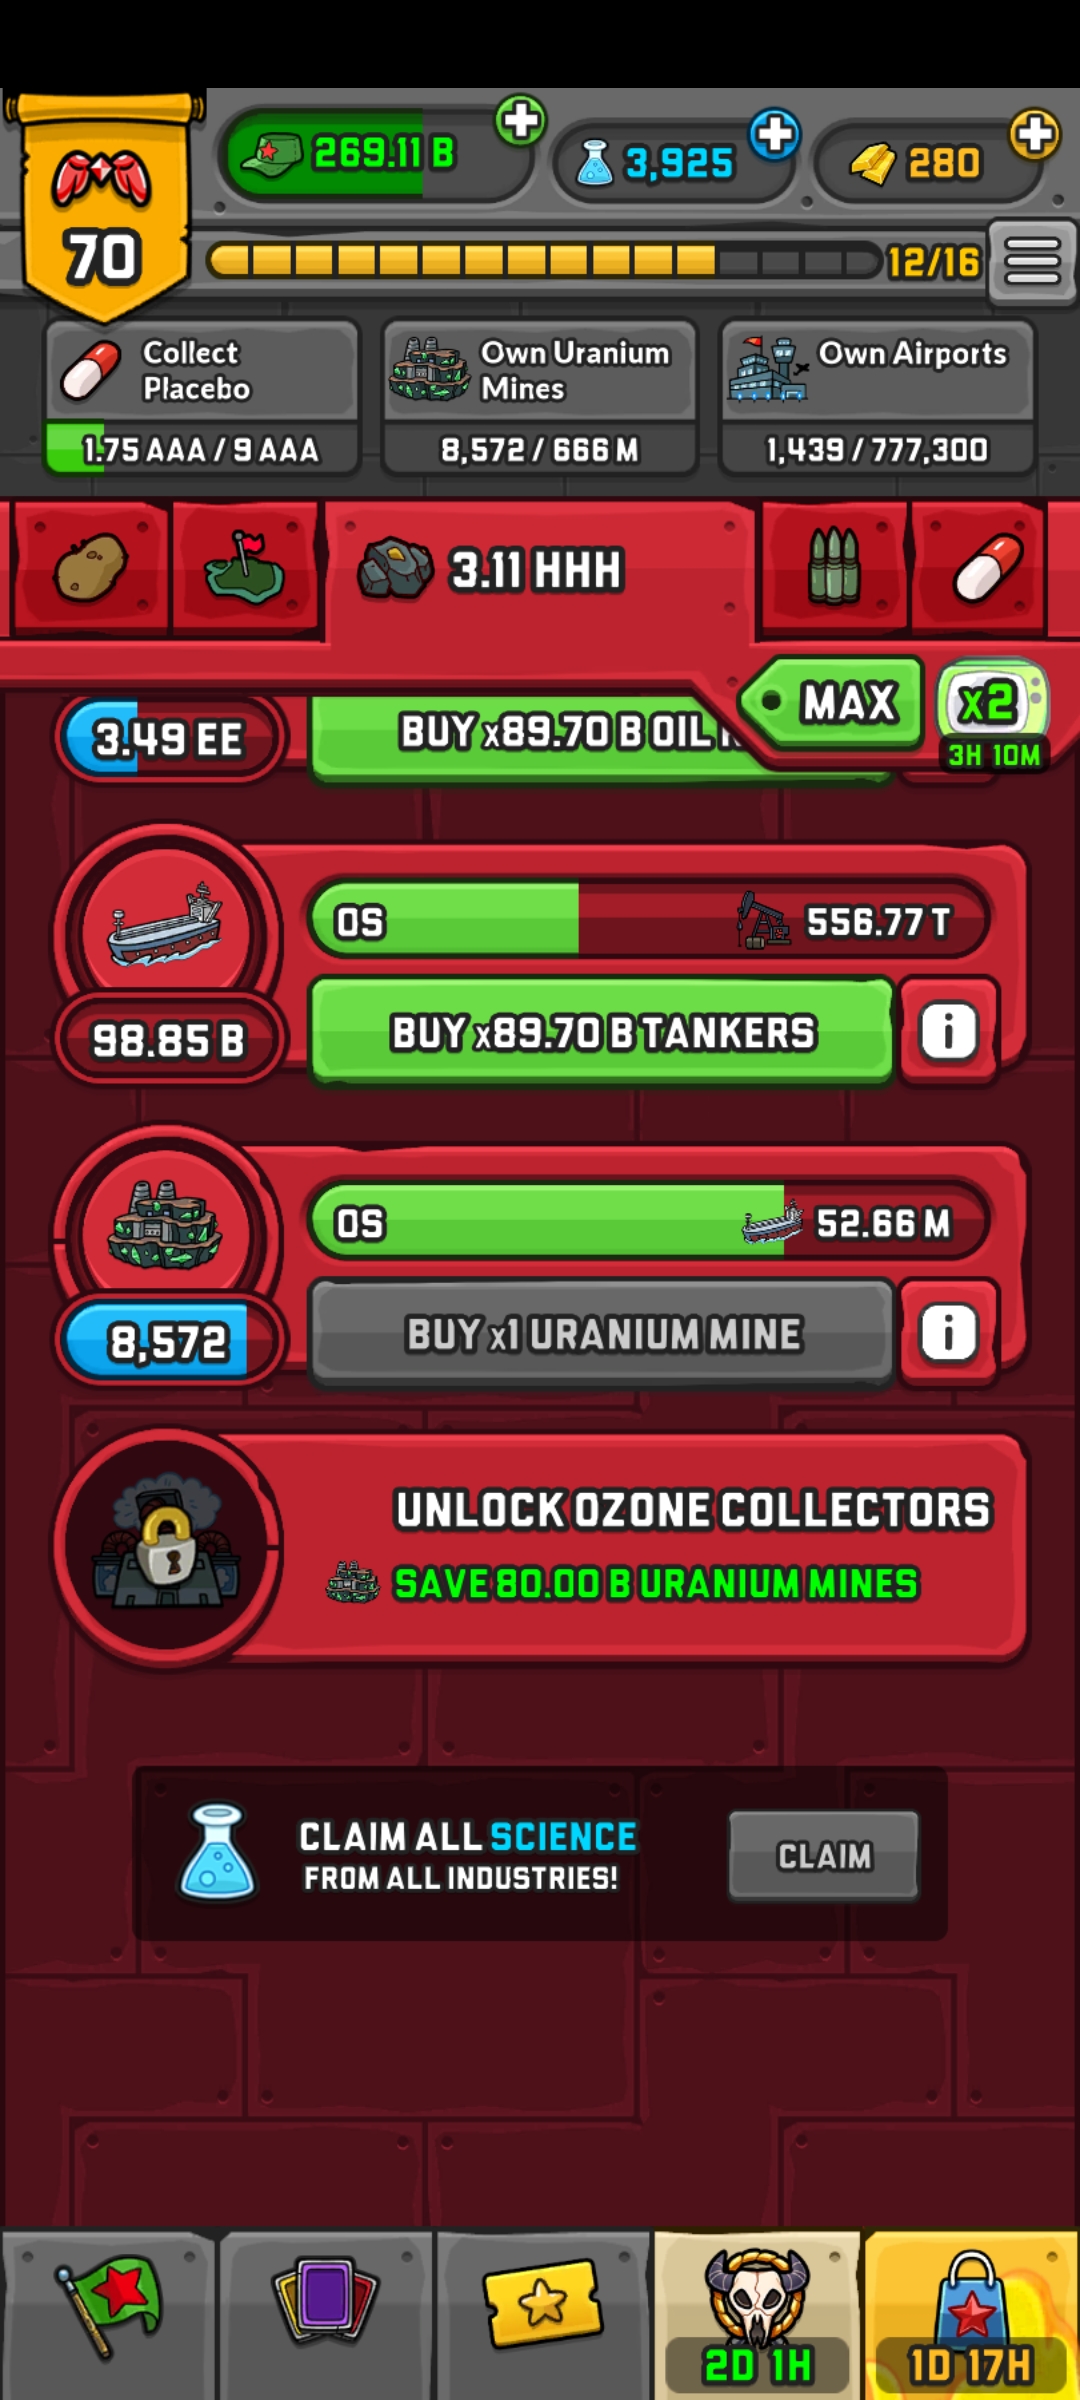 269.11 B
3,925
280
70
12/16
Collect
Placebo
1.75 AAA / 9 AAA
Own Uranium
Mines
8,572 / 666 M
Own Airports
1,439 / 777,300
3.11 HHH
MAX
x2
3H 10M
3.49 EE
BUY x89.70 B OIL
0S
556.77 T
98.85 B
BUY x89.70 B TANKERS
i
0S
52.66 M
8,572
BUY x1 URANIUM MINE
i
UNLOCK OZONE COLLECTORS
SAVE 80.00 B URANIUM MINES
CLAIM ALL SCIENCE
FROM ALL INDUSTRIES!
CLAIM
2D 1H
1D 17H